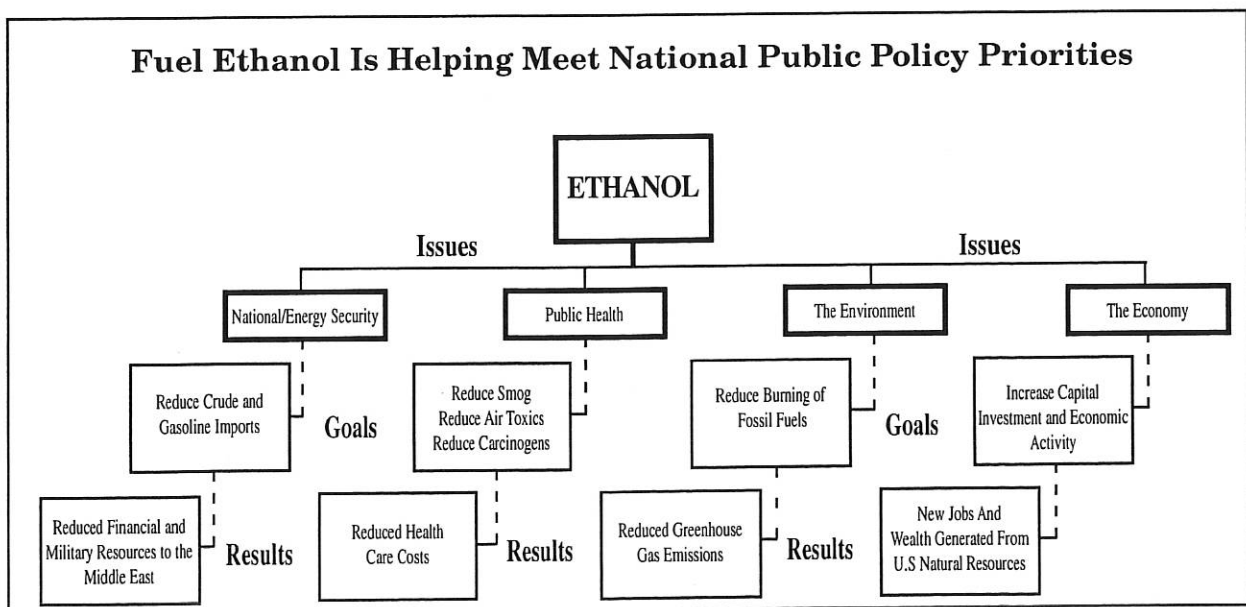 Fuel Ethanol Is Helping Meet National Public Policy Priorities
ETHANOL
Issues
Issues
National/Energy Security
Public Health
The Environment
The Economy
Reduce Crude and
Gasoline Imports
Goals
Reduce Smog
Reduce Air Toxics
Reduce Carcinogens
Reduce Burning of
Fossil Fuels
Goals
Increase Capital
Investment and Economic
Activity
Reduced Financial and
Military Resources to the
Middle East
Results
Reduced Health
Care Costs
Results
Reduced Greenhouse
Gas Emissions
Results
New Jobs And
Wealth Generated From
U.S Natural Resources